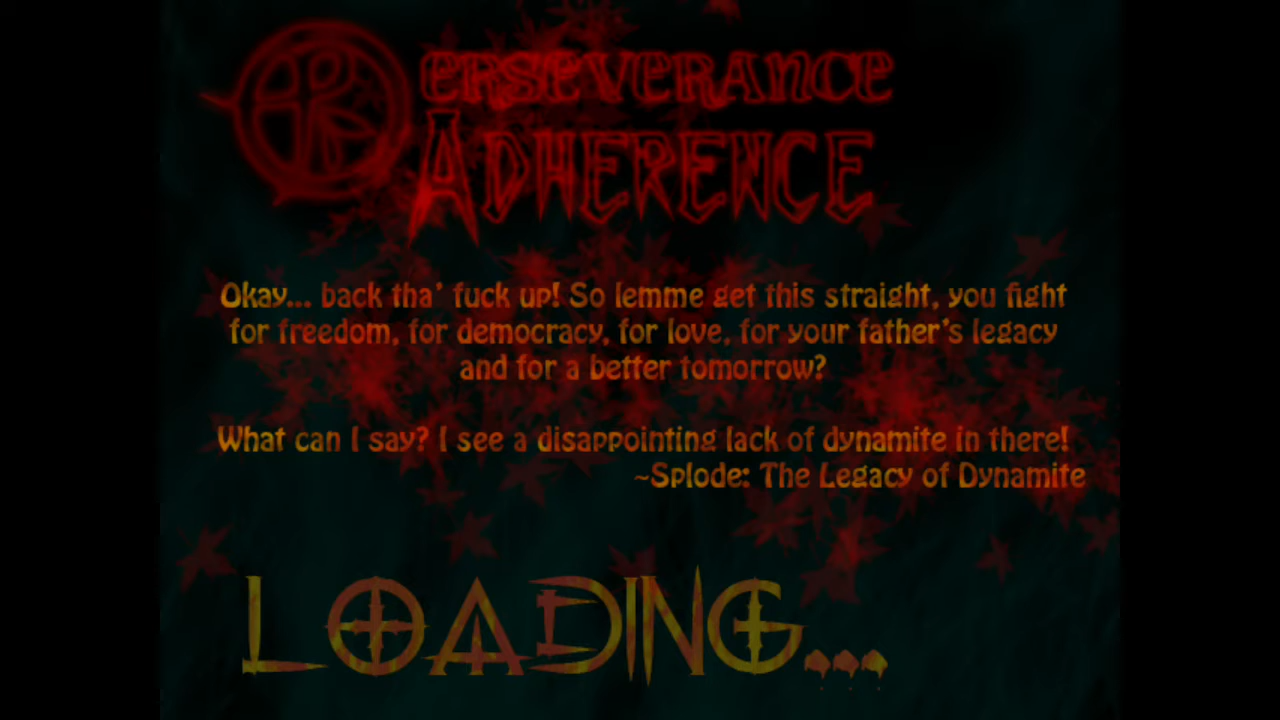 Perseverance
Adherence
Okay... back tha' fuck up! So lemme get this straight, you fight
for freedom, for democracy, for love, for your father's legacy
and for a better tomorrow?
What can I say? I see a disappointing lack of dynamite in there!
~Splode: The Legacy of Dynamite
LOADING...